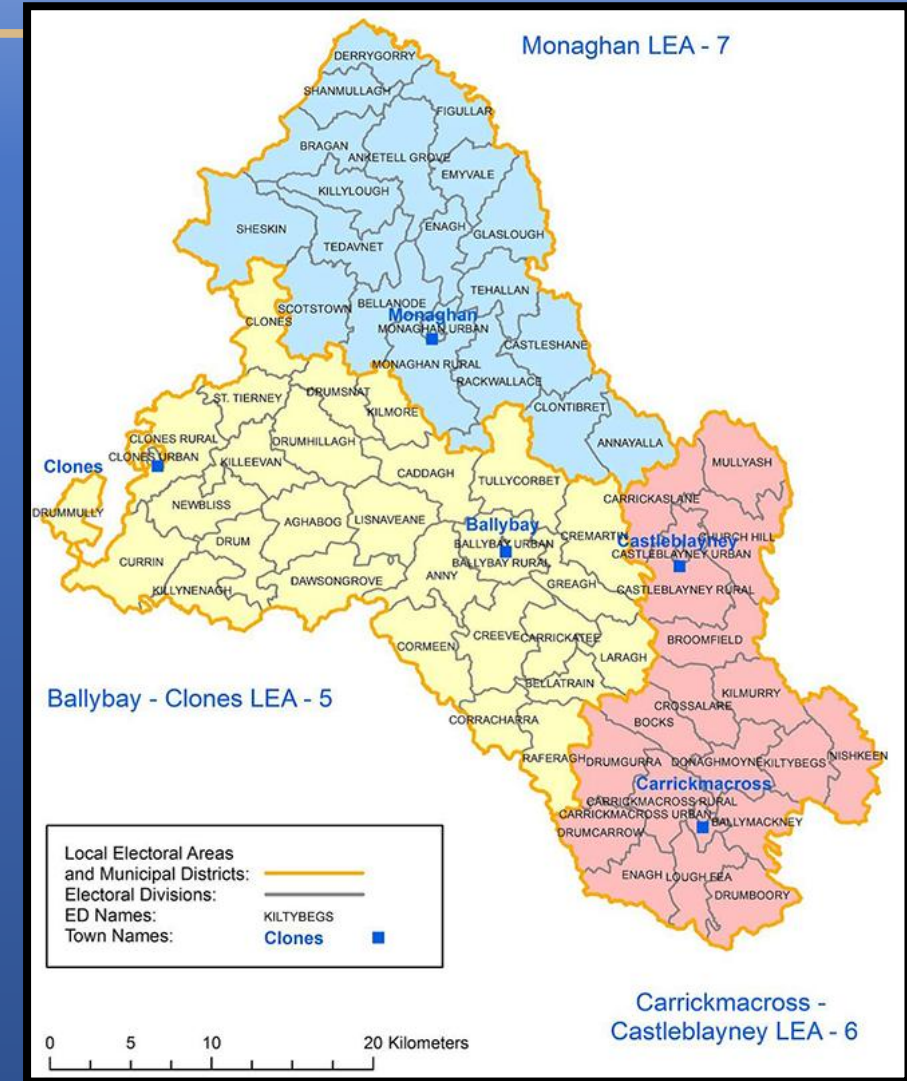 Monaghan LEA - 7
DERRYGORRY
SHANMULLAGH
FIGULLAR
BRAGAN
ANKETELL GROVE
EMYVALE
KILLYLOUGH
SHESKIN
ENAGH
GLASLOUGH
TEDAVNET
TEHALLAN
BELLANODE
SCOTSTOWN
Monaghan
CLONES
MONAGHAN URBAN
CASTLESHANE
MONAGHAN RURAL
RACKWALLACE
DRUMSNAT
ST. TIERNEY
KILMORE
CLONTIBRET
CLONES RURAL
DRUMHILLAGH
ANNAYALLA
CLONES URBAN
KILLEEVAN
Clones
CADDAGH
MULLYASH
TULLYCORBET
CARRICKASLANE
NEWBLISS
DRUMMULLY
AGHABOG
LISNAVEANE
Ballybay
CREMARTIN
CHURCH HILL
DRUM
Castleblayney
BALLYBAY URBAN
CASTLEBLAYNEY URBAN
CURRIN
BALLYBAY RURAL
ANNY
DAWSONGROVE
GREAGH
KILLYNENAGH
CASTLEBLAYNEY RURAL
CREEVE
CARRICKATEE
BROOMFIELD
CORMEEN
LARAGH
BELLATRAIN
KILMURRY
Ballybay - Clones LEA - 5
CROSSALARE
CORRACHARRA
BOCKS
RAFERAGH
DRUMGURRA
DONAGHMOYNE
KILTYBEGS
NISHKEEN
Carrickmacross
CARRICKMACROSS RURAL
CARRICKMACROSS URBAN
BALLYMACKNEY
DRUMCARROW
ENAGH
LOUGH FEA
DRUMBOORY
Local Electoral Areas
and Municipal Districts:
Electoral Divisions:
ED Names: KILTYBEGS
Town Names: Clones
Carrickmacross -
Castleblayney LEA - 6
0 5 10 20 Kilometers